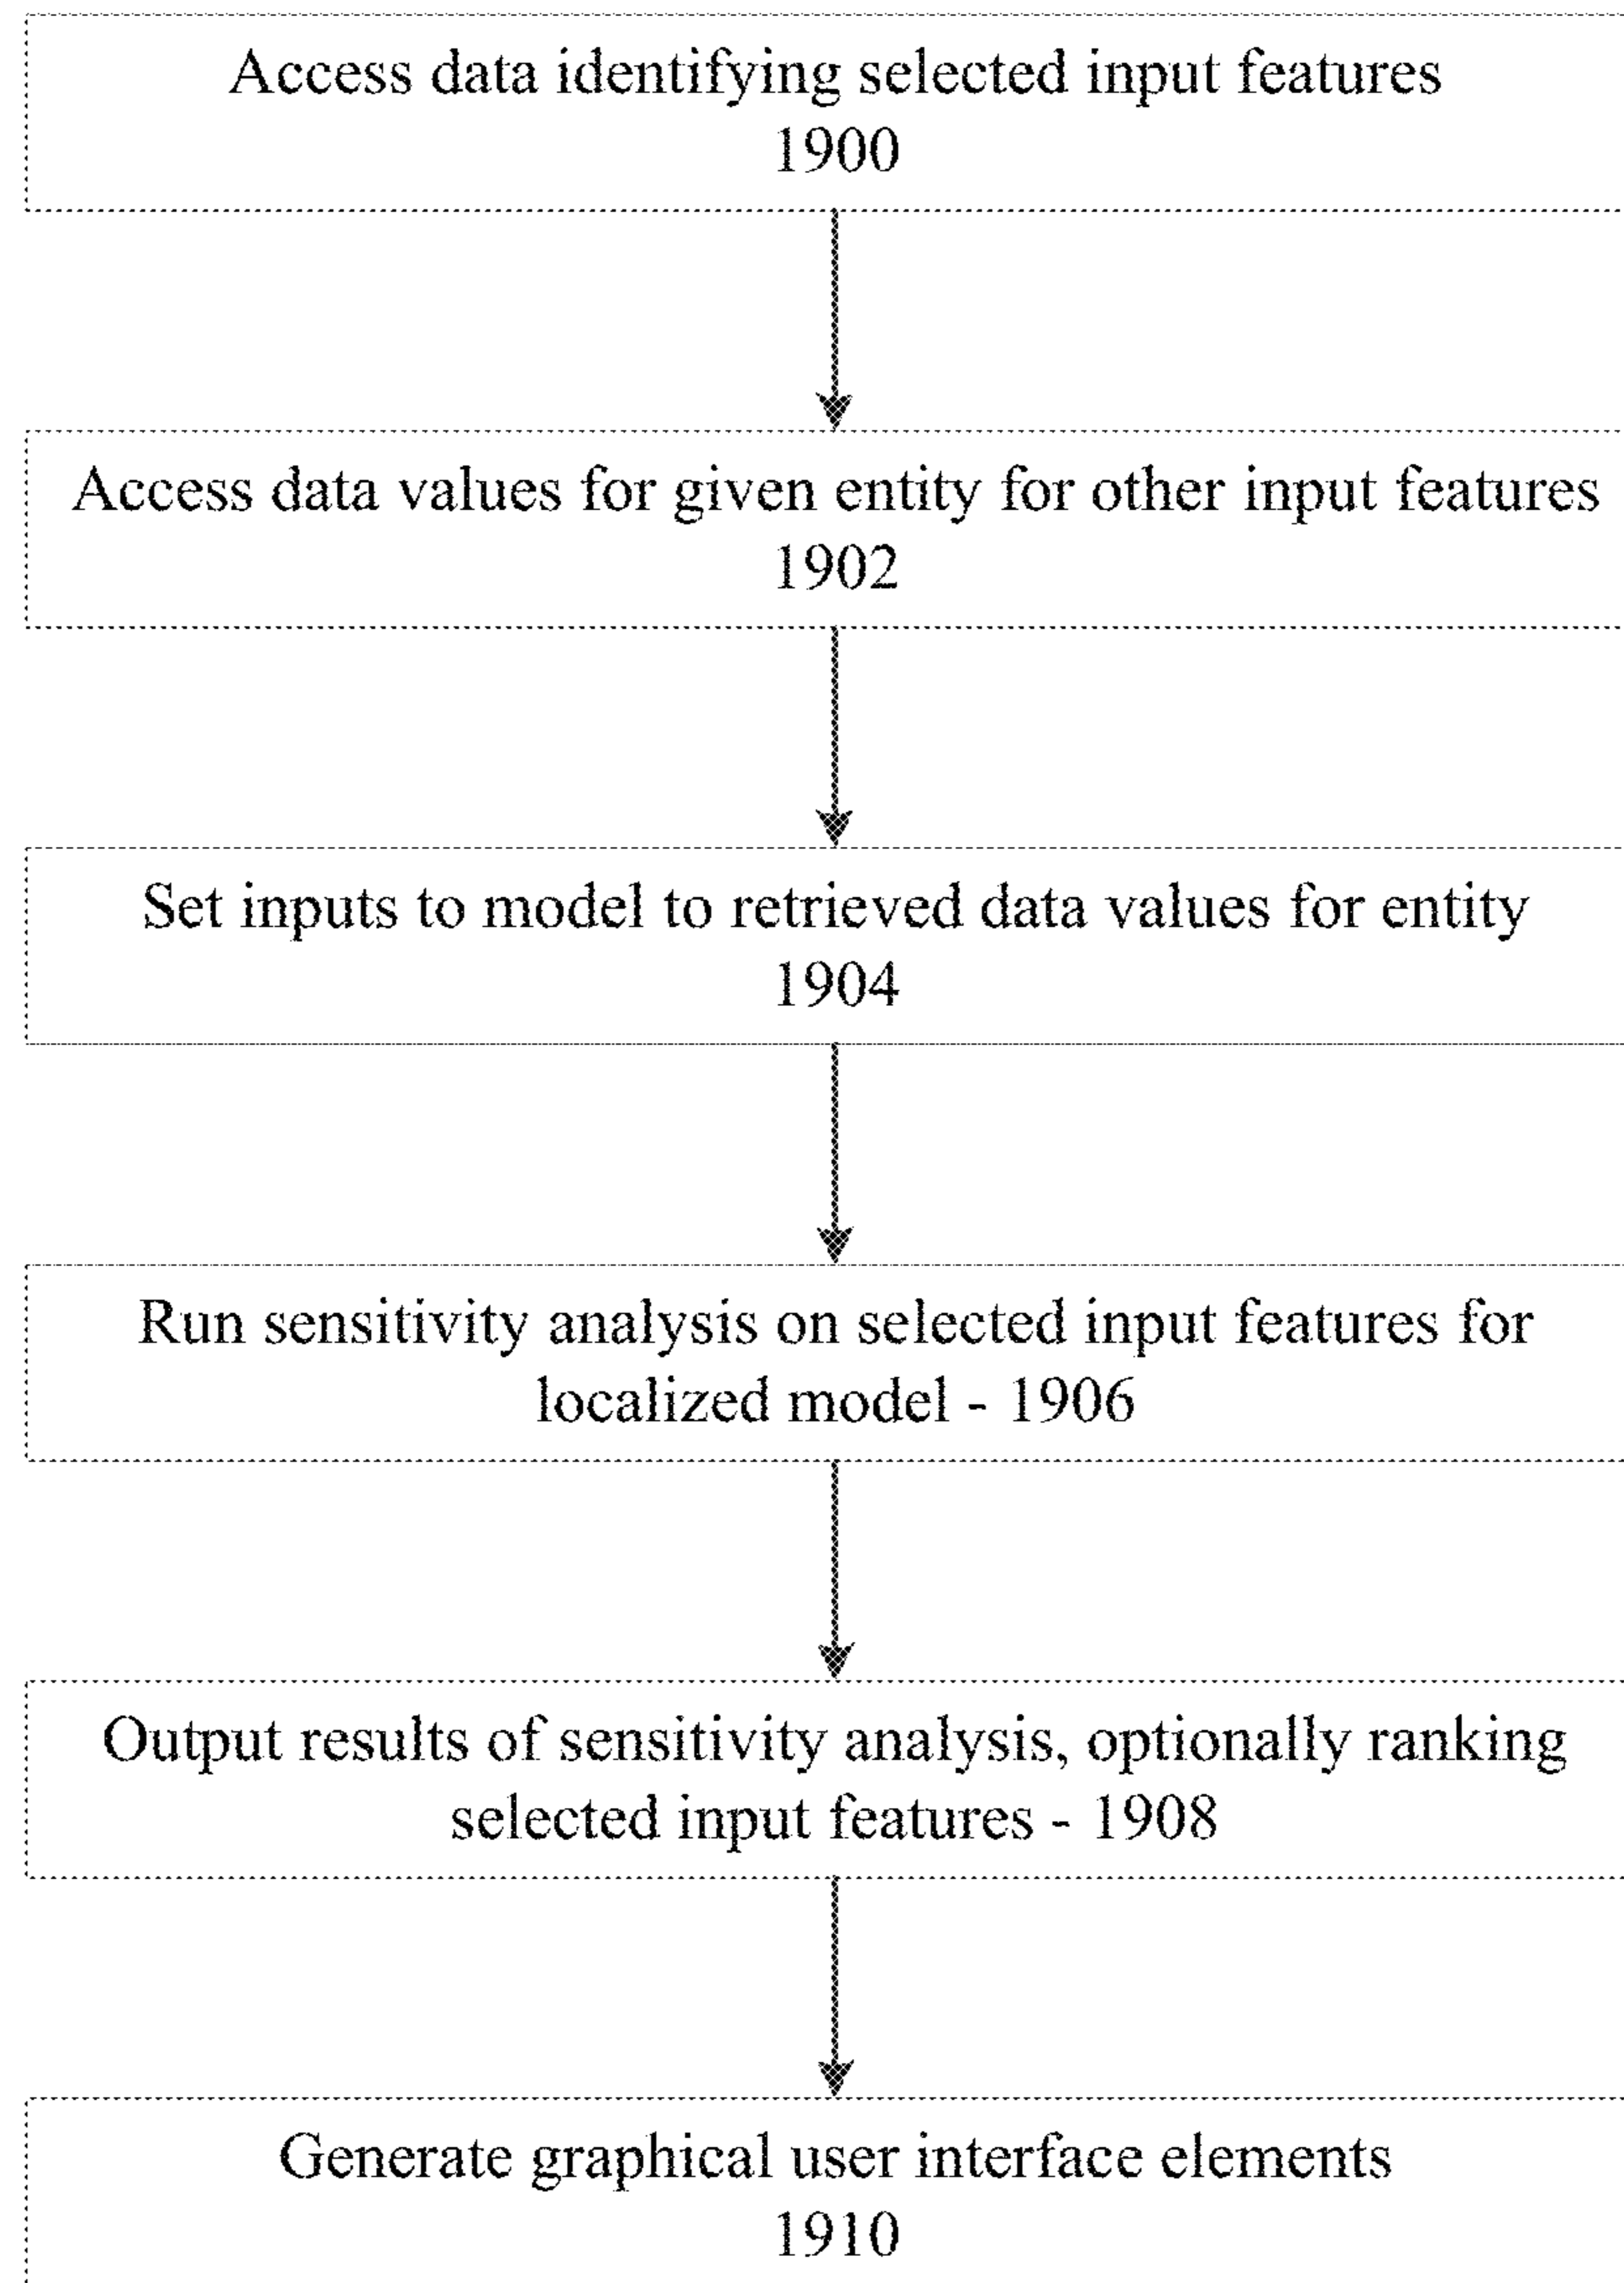 Access data identifying selected input features
1900
Access data values for given entity for other input features
1902
Set inputs to model to retrieved data values for entity
1904
Run sensitivity analysis on selected input features for
localized model - 1906
Output results of sensitivity analysis, optionally ranking
selected input features - 1908
Generate graphical user interface elements
1910